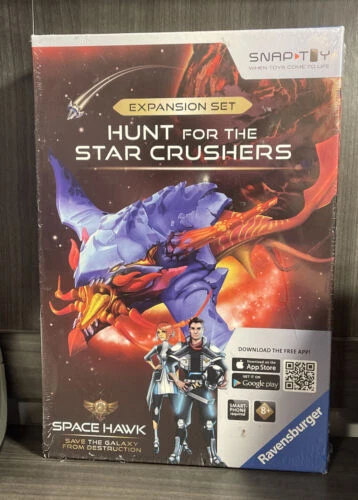 SNAP▶TOY
WHEN TOYS COME TO LIFE
EXPANSION SET
HUNT FOR THE
STAR CRUSHERS
DOWNLOAD THE FREE APP!
Download on the
App Store
GET IT ON
Google play
SMART-
PHONE
required
8+
SPACE HAWK
SAVE THE GALAXY
FROM DESTRUCTION
Ravensburger